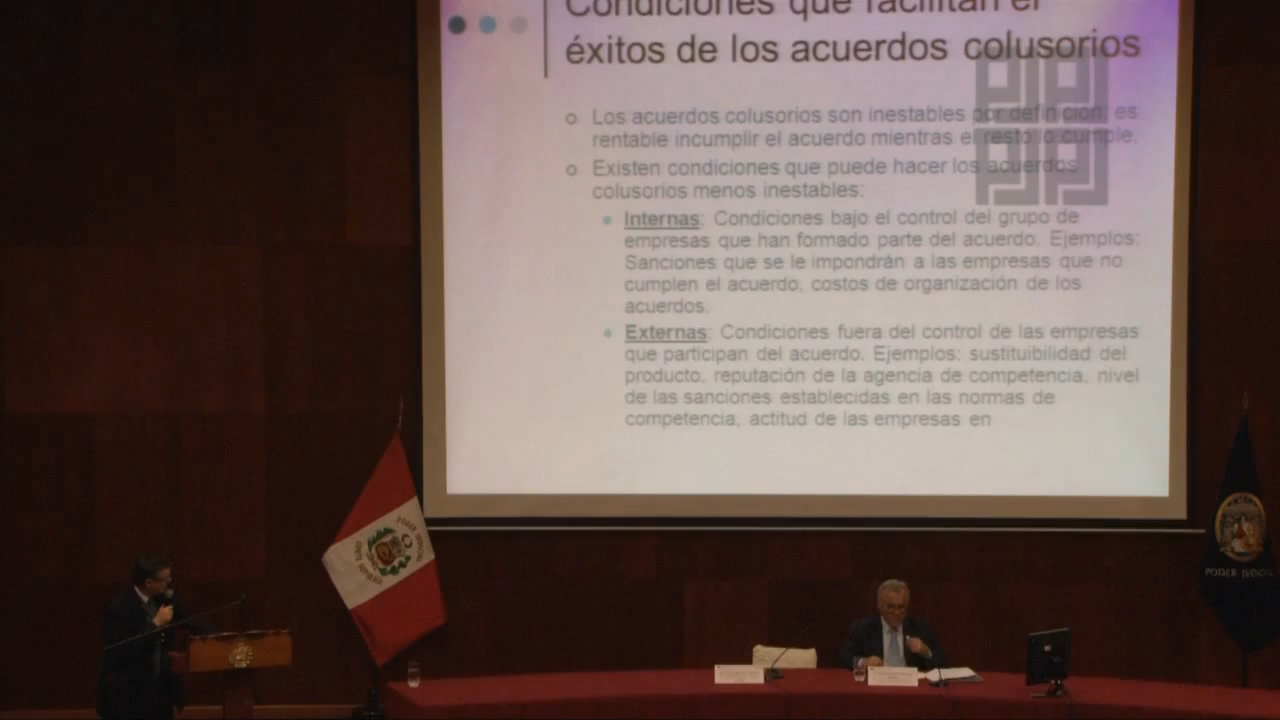 Condiciones que facilitan el
éxitos de los acuerdos colusorios
Los acuerdos colusorios son inestables por definición: es
rentable incumplir el acuerdo mientras el resto lo cumple.
Existen condiciones que puede hacer los acuerdos
colusorios menos inestables:
Internas: Condiciones bajo el control del grupo de
empresas que han formado parte del acuerdo. Ejemplos:
Sanciones que se le impondrán a las empresas que no
cumplen el acuerdo, costos de organización de los
acuerdos.
Externas: Condiciones fuera del control de las empresas
que participan del acuerdo. Ejemplos: sustituibilidad del
producto, reputación de la agencia de competencia, nivel
de las sanciones establecidas en las normas de
competencia, actitud de las empresas en
PJPJ
PJPJ
PODER
PODER